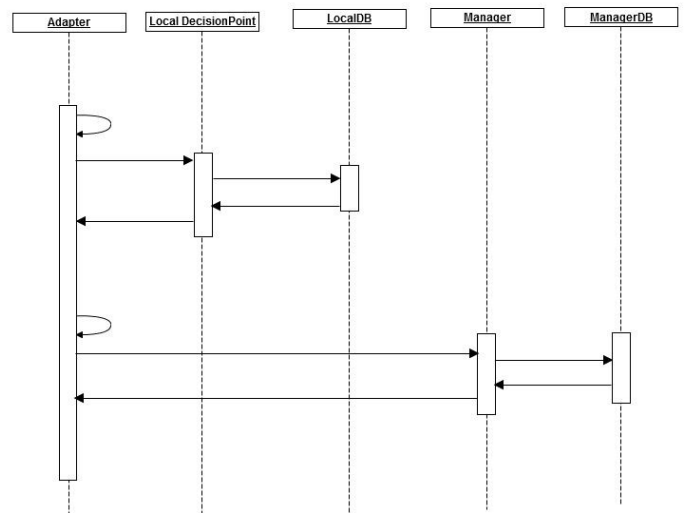 Adapter
Local DecisionPoint
LocalDB
Manager
ManagerDB